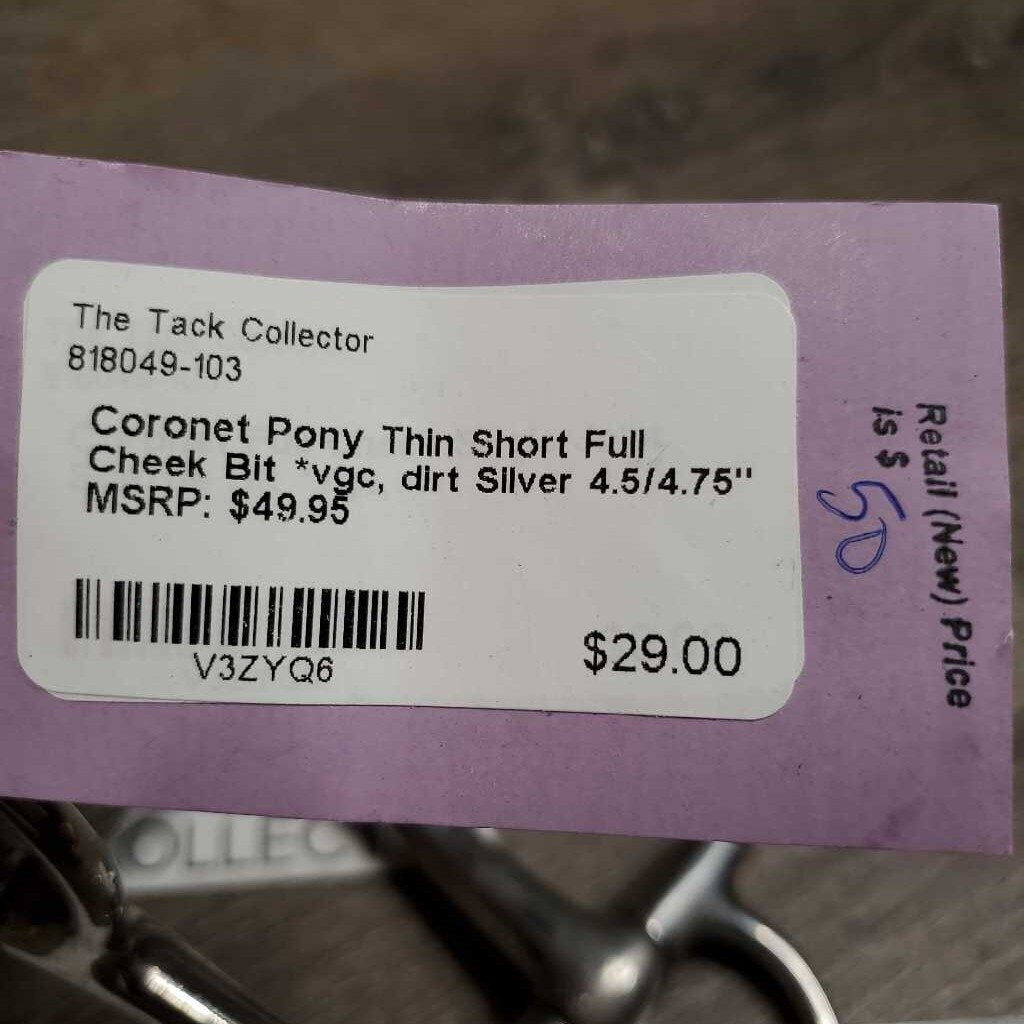 The Tack Collector
818049-103
Coronet Pony Thin Short Full
Cheek Bit *vgc, dirt Silver 4.5/4.75"
MSRP: $49.95
V3ZYQ6
$29.00
Retail (New) Price
is $ 50
OLLEC